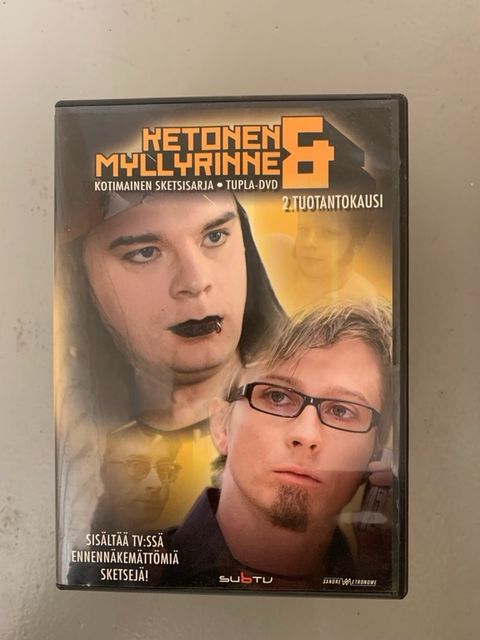 KETONEN &
MYLLYRINNE
KOTIMAINEN SKETSISARJA • TUPLA-DVD
2.TUOTANTOKAUSI
SISÄLTÄÄ TV:SSÄ
ENNENNÄKEMÄTTÖMIÄ
SKETSEJÄ!
SUbTV
SANDREW METRONOME